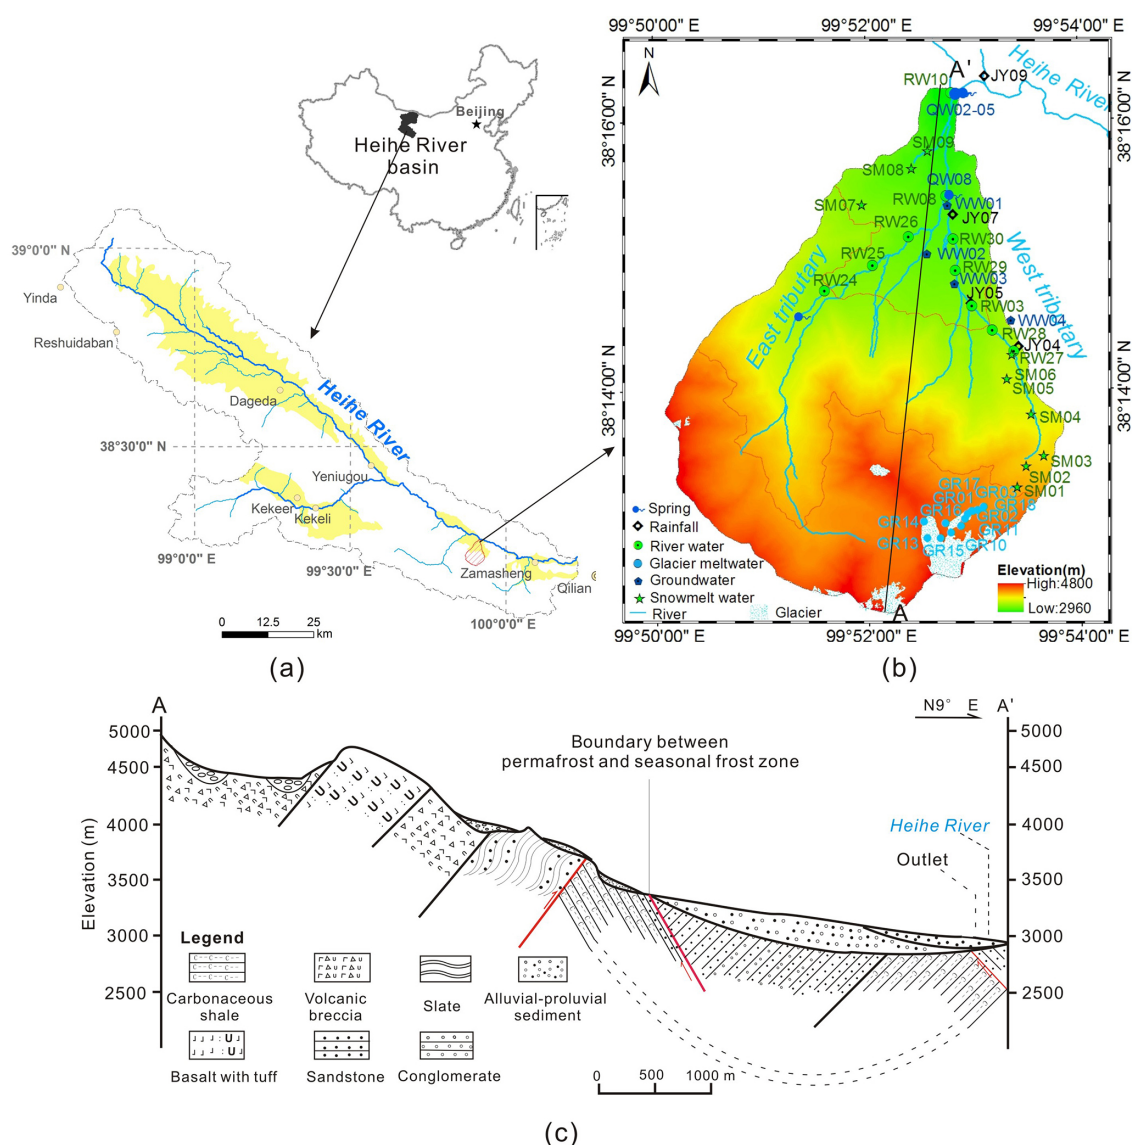 Beijing
Heihe River
basin
39°0'0" N
Yinda
Reshuidaban
Dageda
Heihe River
38°30'0" N
Yeniugou
Kekeer
Kekeli
99°0'0" E
99°30'0" E
Zamasheng
Qilian
100°0'0" E
0 12.5 25
km
(a)
99°50'00" E 99°52'00" E 99°54'00" E
N
A'
JY09
Heihe River
RW10
QW02-05
38°16'00" N 38°16'00" N
SM09
SM08
QW08
RW08
SM07
WW01
JY07
RW26
RW30
WW02
RW25
RW29
WW03
RW24
JY05
RW03
WW04
RW28
JY04
RW27
SM06
SM05
East tributary
West tributary
38°14'00" N 38°14'00" N
SM04
SM03
SM02
SM01
GR17
GR01
GR03
GR18
GR16
GR02
GR14
GR11
GR13
GR15
GR10
Spring
Rainfall
River water
Glacier meltwater
Groundwater
Snowmelt water
River
Glacier
Elevation(m)
High:4800
Low:2960
A
99°50'00" E 99°52'00" E 99°54'00" E
(b)
A
N9° E A'
5000
4500
4000
3500
3000
2500
Elevation (m)
Boundary between
permafrost and seasonal frost zone
Heihe River
Outlet
5000
4500
4000
3500
3000
2500
Legend
Carbonaceous
shale
Volcanic
breccia
Slate
Alluvial-proluvial
sediment
Basalt with tuff
Sandstone
Conglomerate
0 500 1000 m
(c)